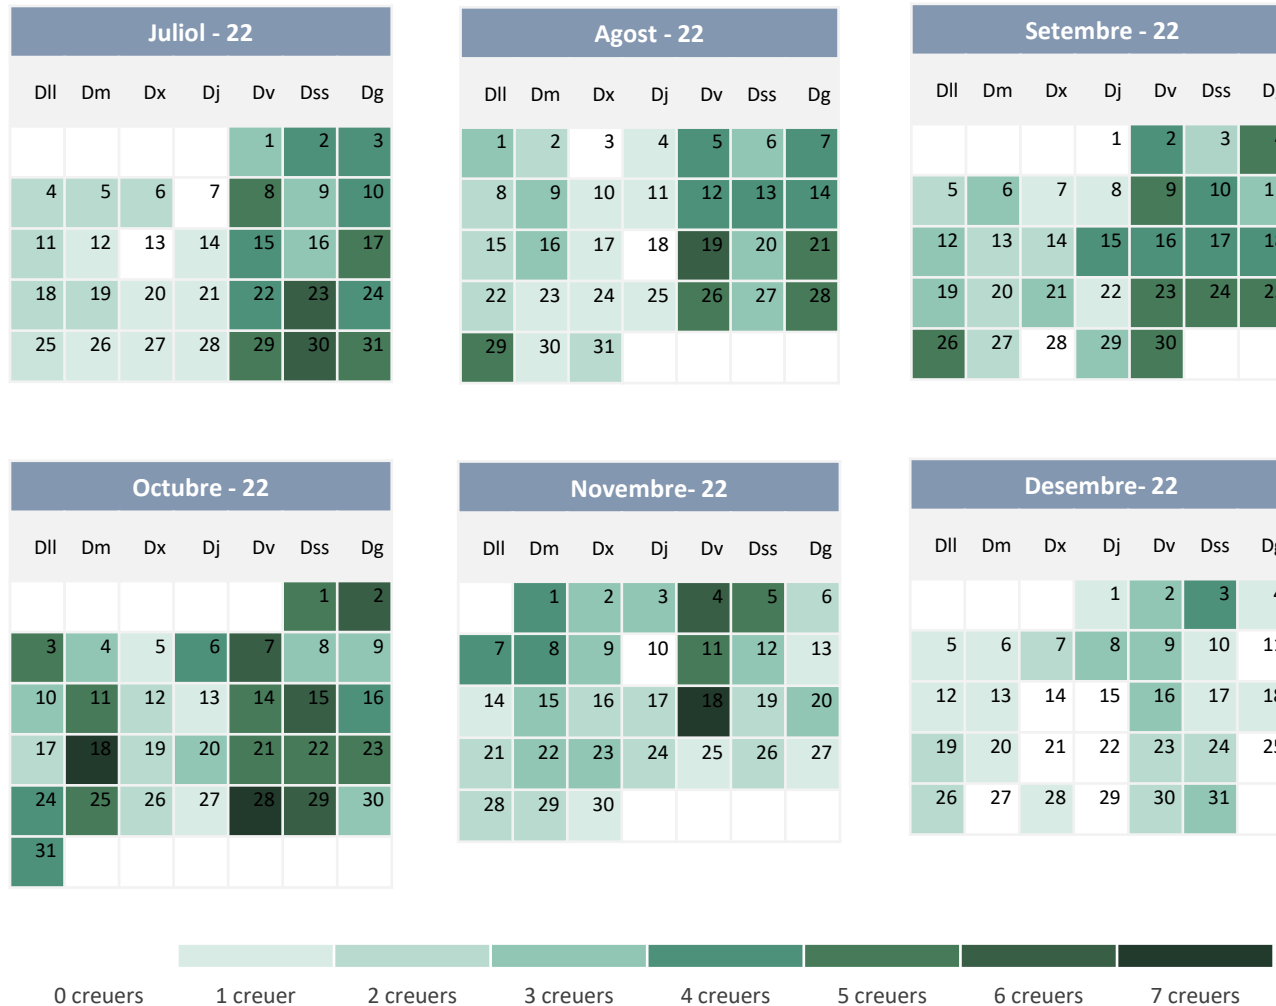 Juliol - 22
Dll Dm Dx Dj Dv Dss Dg
1 2 3
4 5 6 7 8 9 10
11 12 13 14 15 16 17
18 19 20 21 22 23 24
25 26 27 28 29 30 31
Agost - 22
Dll Dm Dx Dj Dv Dss Dg
1 2 3 4 5 6 7
8 9 10 11 12 13 14
15 16 17 18 19 20 21
22 23 24 25 26 27 28
29 30 31
Setembre - 22
Dll Dm Dx Dj Dv Dss Dg
1 2 3 4
5 6 7 8 9 10
12 13 14 15 16 17 18
19 20 21 22 23 24
26 27 28 29 30
Octubre - 22
Dll Dm Dx Dj Dv Dss Dg
1 2
3 4 5 6 7 8 9
10 11 12 13 14 15 16
17 18 19 20 21 22 23
24 25 26 27 28 29 30
31
Novembre- 22
Dll Dm Dx Dj Dv Dss Dg
1 2 3 4 5 6
7 8 9 10 11 12 13
14 15 16 17 18 19 20
21 22 23 24 25 26 27
28 29 30
Desembre- 22
Dll Dm Dx Dj Dv Dss Dg
1 2 3 4
5 6 7 8 9 10 11
12 13 14 15 16 17 18
19 20 21 22 23 24 25
26 27 28 29 30 31
0 creuers 1 creuer 2 creuers 3 creuers 4 creuers 5 creuers 6 creuers 7 creuers